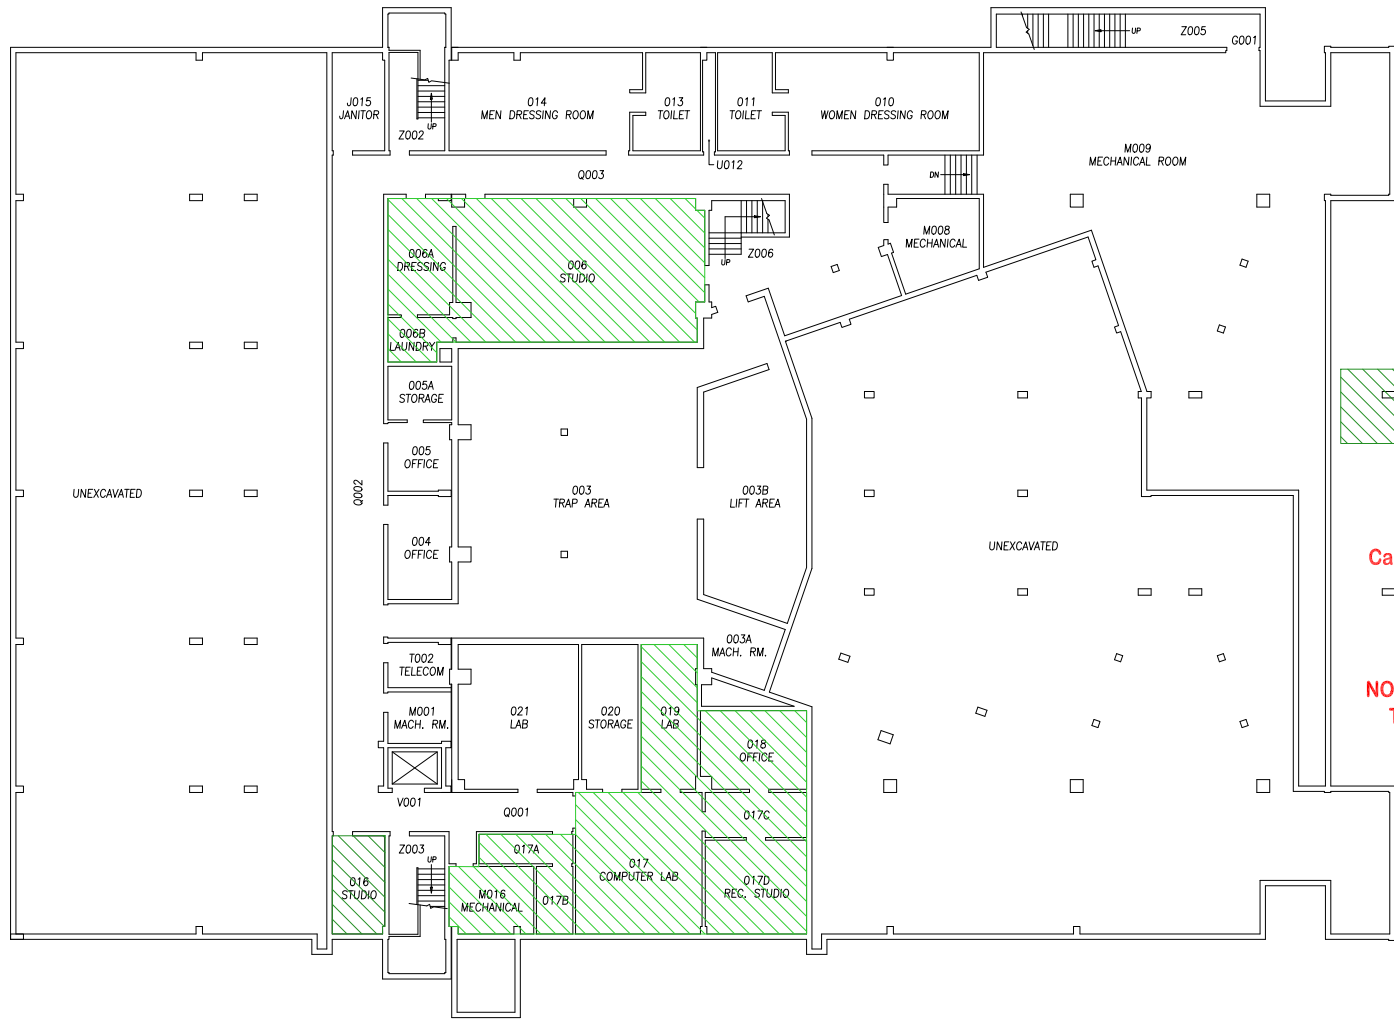 UP
Z005
G001
J015
JANITOR
014
MEN DRESSING ROOM
013
TOILET
011
TOILET
010
WOMEN DRESSING ROOM
UP
Z002
M009
MECHANICAL ROOM
U012
Q003
DN
M008
MECHANICAL
006A
DRESSING
006
STUDIO
UP
Z006
006B
LAUNDRY
005A
STORAGE
005
OFFICE
UNEXCAVATED
Q002
003
TRAP AREA
003B
LIFT AREA
004
OFFICE
UNEXCAVATED
Ca
T002
TELECOM
003A
MACH. RM.
NO
T
M001
MACH. RM.
021
LAB
020
STORAGE
019
LAB
018
OFFICE
V001
Q001
017C
Z003
UP
017A
016
STUDIO
M016
MECHANICAL
017B
017
COMPUTER LAB
017D
REC. STUDIO